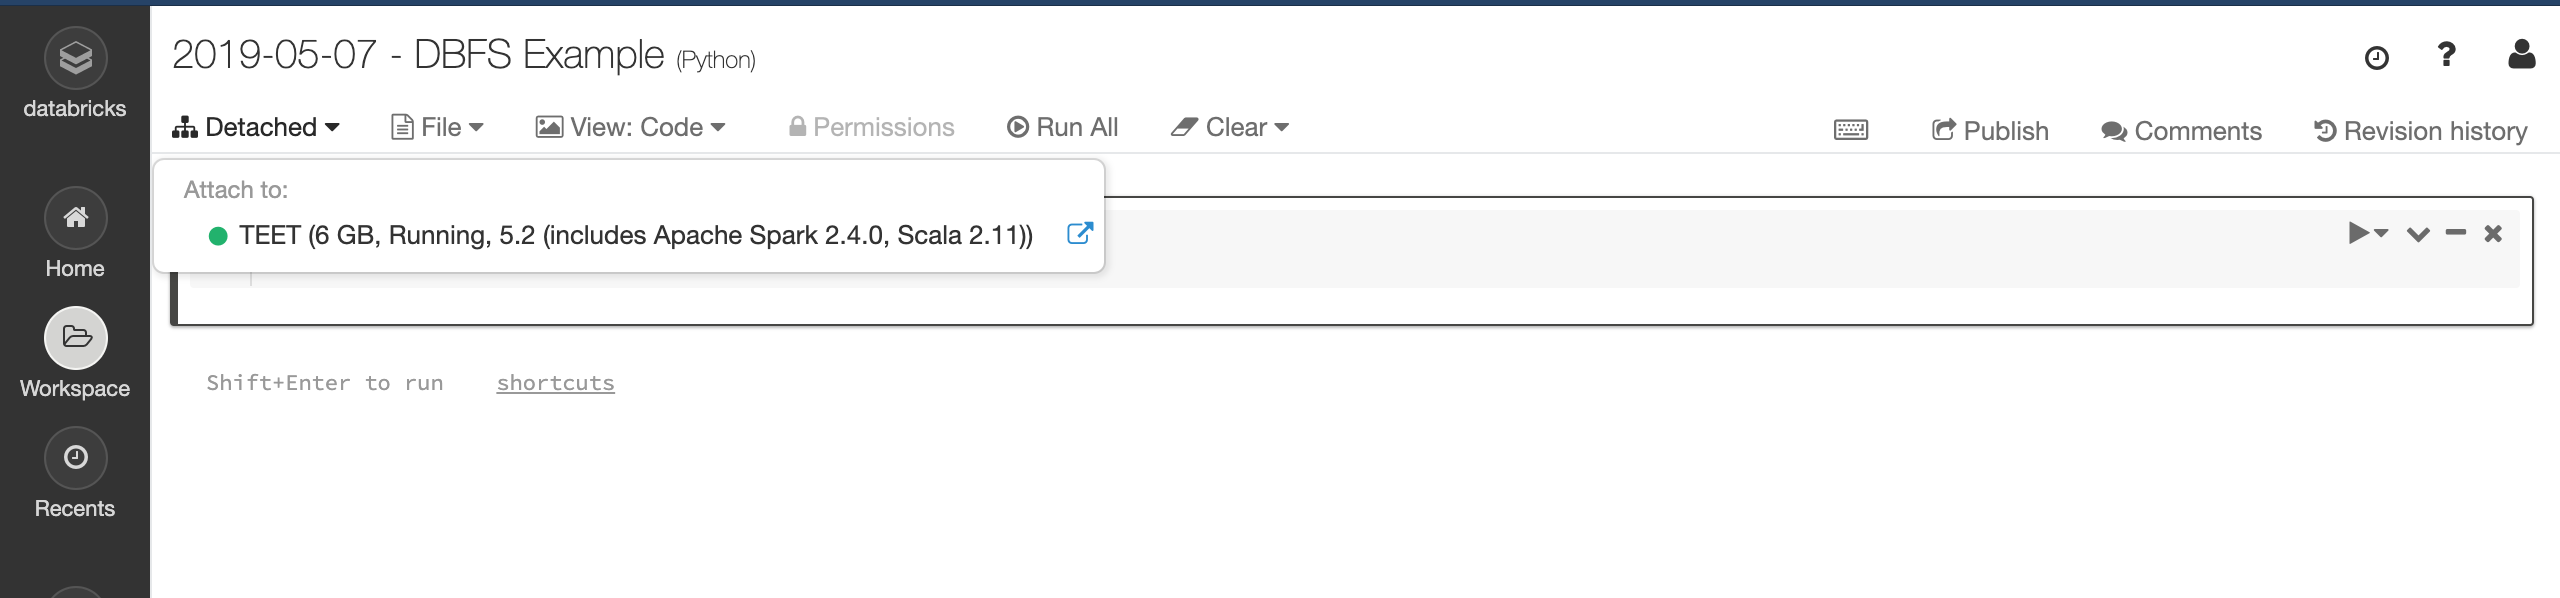 databricks
Home
Workspace
Recents
2019-05-07 - DBFS Example (Python)
Detached File View: Code Permissions Run All Clear Publish Comments Revision history
Attach to:
TEET (6 GB, Running, 5.2 (includes Apache Spark 2.4.0, Scala 2.11))
Shift+Enter to run shortcuts